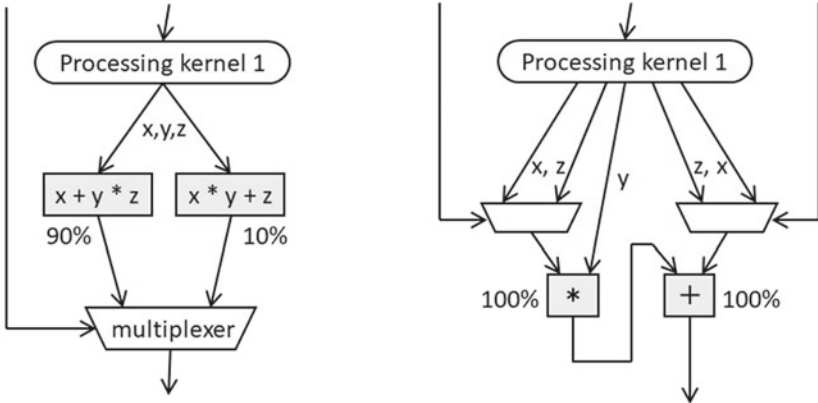 Processing kernel 1
x,y,z
x + y * z
x * y + z
90%
10%
multiplexer
Processing kernel 1
x, z
y
z, x
100%
*
+
100%